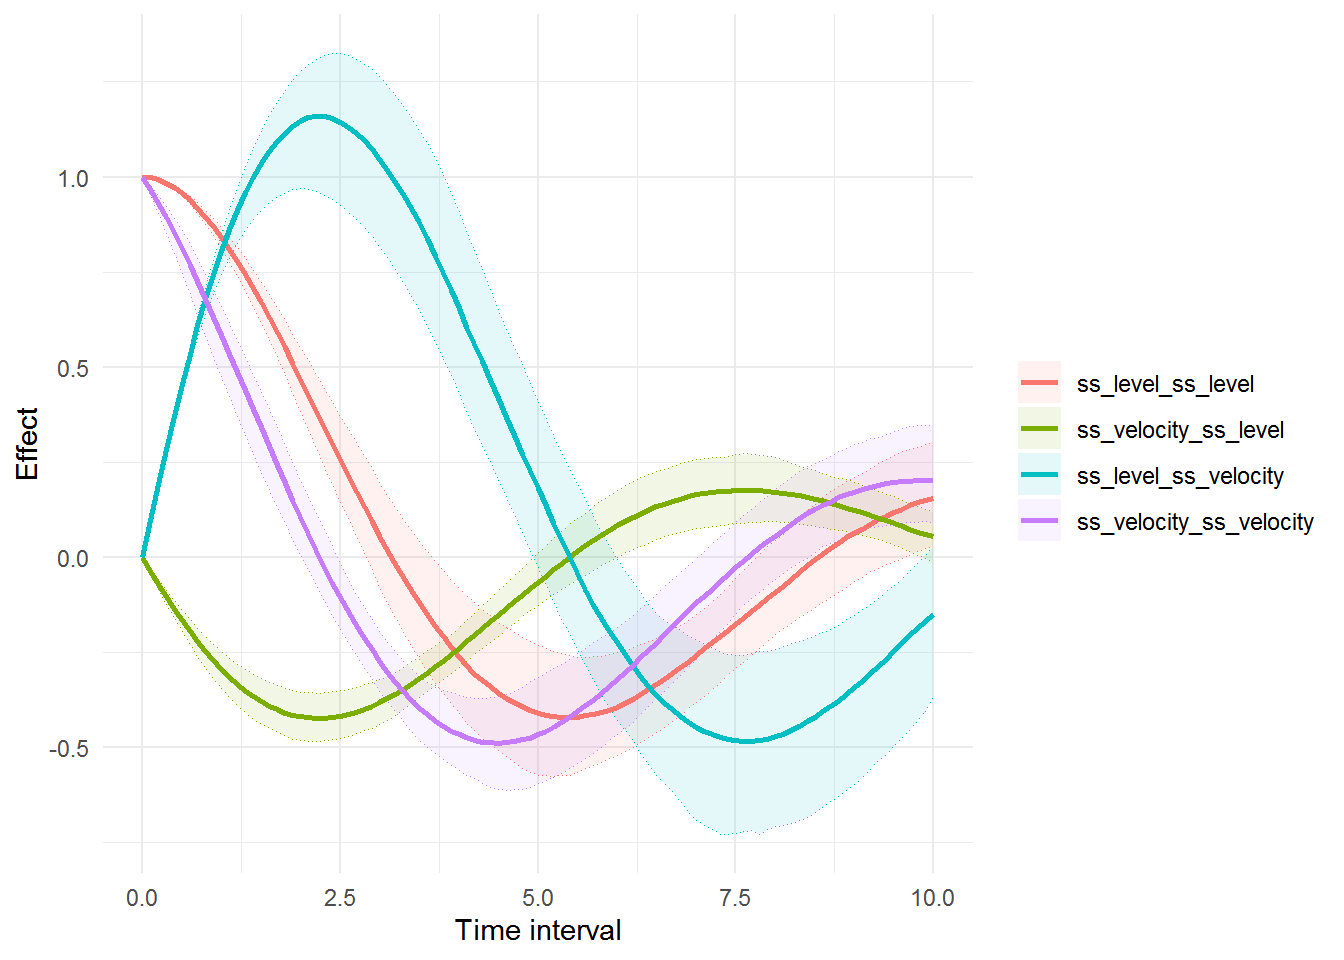 Effect
1.0
0.5
0.0
-0.5
0.0 2.5 5.0 7.5 10.0
Time interval
ss_level_ss_level
ss_velocity_ss_level
ss_level_ss_velocity
ss_velocity_ss_velocity